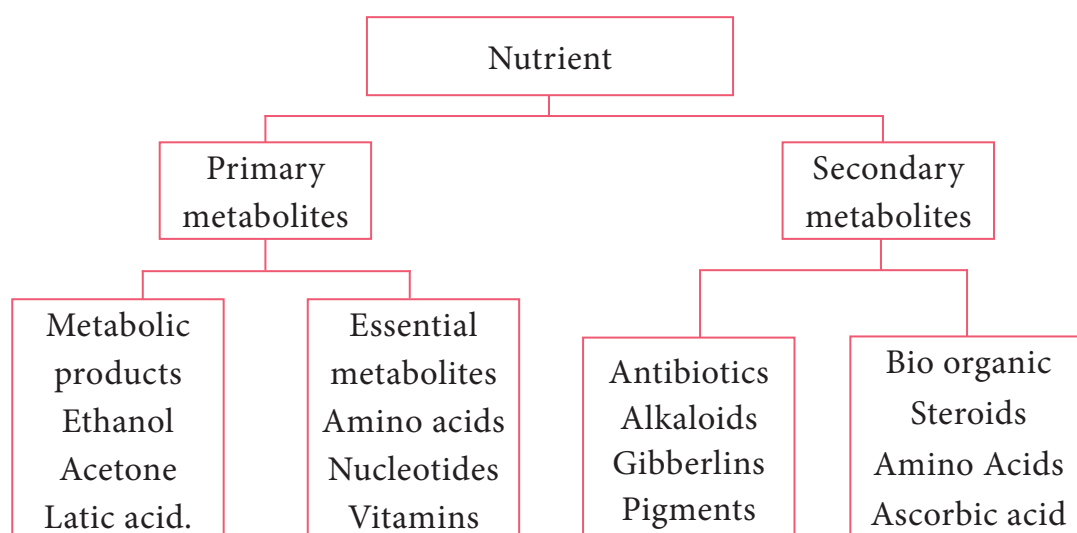 Nutrient
Primary
metabolites
Secondary
metabolites
Metabolic
products
Ethanol
Acetone
Latic acid.
Essential
metabolites
Amino acids
Nucleotides
Vitamins
Antibiotics
Alkaloids
Gibberlins
Pigments
Bio organic
Steroids
Amino Acids
Ascorbic acid